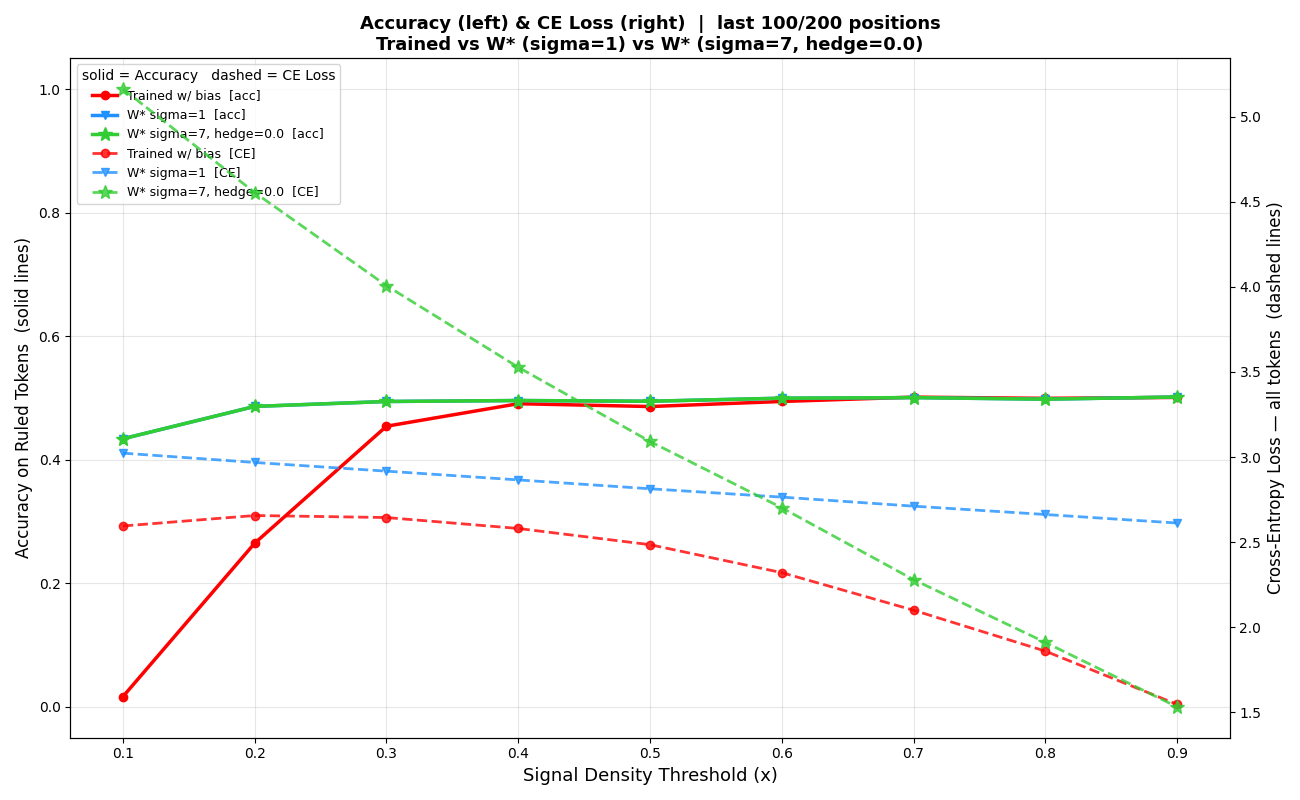 Accuracy (left) & CE Loss (right)  |  last 100/200 positions
Trained vs W* (sigma=1) vs W* (sigma=7, hedge=0.0)
solid = Accuracy   dashed = CE Loss
Trained w/ bias  [acc]
W* sigma=1  [acc]
W* sigma=7, hedge=0.0  [acc]
Trained w/ bias  [CE]
W* sigma=1  [CE]
W* sigma=7, hedge=0.0  [CE]
Accuracy on Ruled Tokens  (solid lines)
1.0
0.8
0.6
0.4
0.2
0.0
0.1
0.2
0.3
0.4
0.5
0.6
0.7
0.8
0.9
Signal Density Threshold (x)
5.0
4.5
4.0
3.5
3.0
2.5
2.0
1.5
Cross-Entropy Loss — all tokens  (dashed lines)